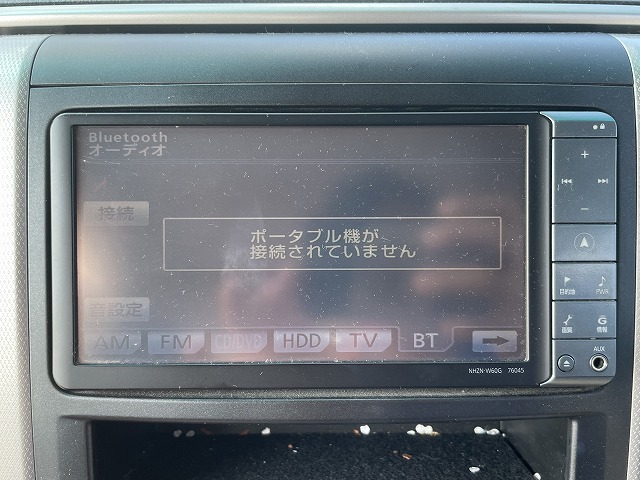 Bluetooth
オーディオ
接続
ポータブル機が
接続されていません
音設定
AM FM CD/DVD HDD TV BT
目的地 PWR
画質 G情報
AUX
NHZN-W60G 76045